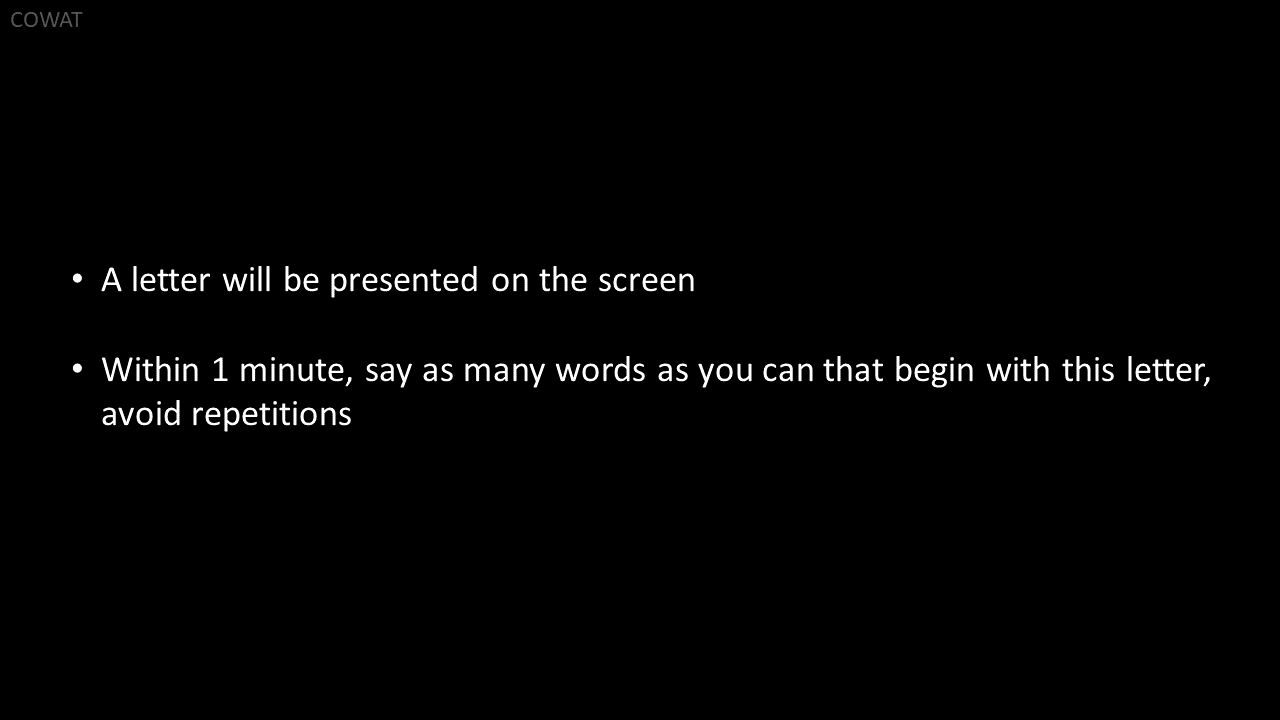 COWAT
• A letter will be presented on the screen
• Within 1 minute, say as many words as you can that begin with this letter,
avoid repetitions